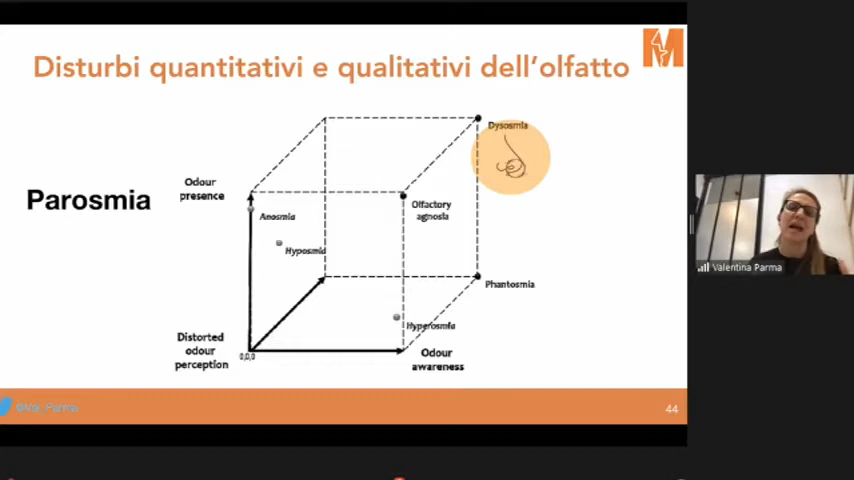 Disturbi quantitativi e qualitativi dell'olfatto
M
Parosmia
Odour
presence
Dysosmia
Anosmia
Olfactory
agnosia
Hyposmia
Phantosmia
Hyperosmia
Distorted
odour
perception
0,0,0
Odour
awareness
@Val_Parma
44
Valentina Parma